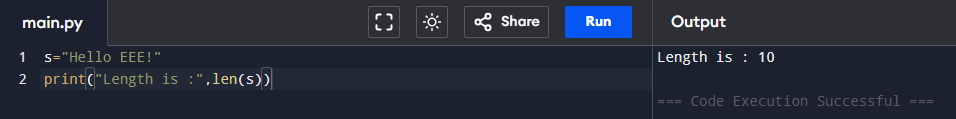 main.py Share Run Output
1 s="Hello EEE!"
2 print("Length is :",len(s))
Length is : 10
=== Code Execution Successful ===